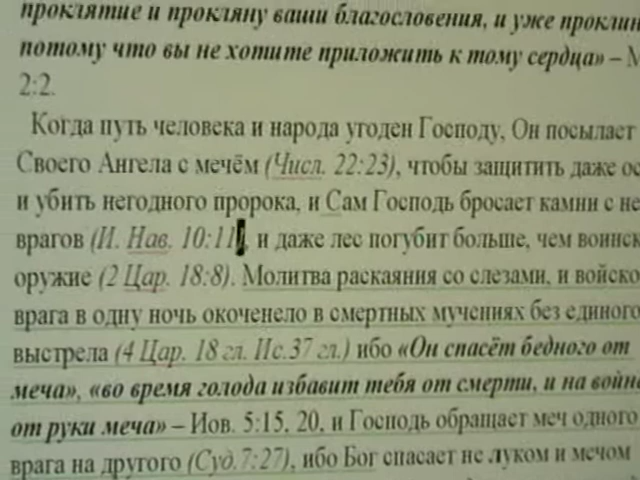 проклятие и прокляну ваши благословения, и уже
потому что вы не хотите приложить к тому сердца» –
2:2.
Когда путь человека и народа угоден Господу, Он посылает
Своего Ангела с мечём (Числ. 22:23), чтобы защитить даже
и убить негодного пророка, и Сам Господь бросает камни с
врагов (И. Нав. 10:11), и даже лес погубит больше, чем
оружие (2 Цар. 18:8). Молитва раскаяния со слезами, и войско
врага в одну ночь окоченело в смертных мучениях без единого
выстрела (4 Цар. 18 гл. Ис.37 гл.) ибо «Он спасёт бедного от
меча», «во время голода избавит тебя от смерти, и на
от руки меча» – Иов. 5:15, 20, и Господь обращает меч одного
врага на другого (Суд.7:27), ибо Бог спасает не луком и мечом